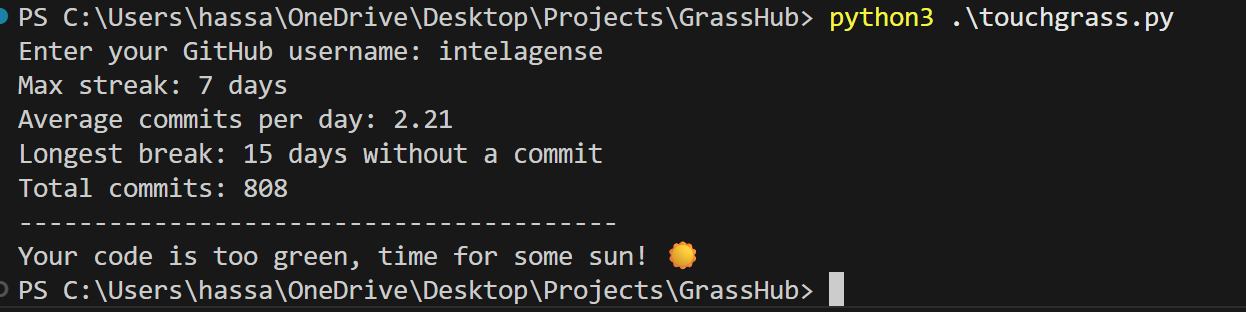 PS C:\Users\hassa\OneDrive\Desktop\Projects\GrassHub> python3 .\touchgrass.py
Enter your GitHub username: intelagense
Max streak: 7 days
Average commits per day: 2.21
Longest break: 15 days without a commit
Total commits: 808
----------------------------------------
Your code is too green, time for some sun! 🌞
PS C:\Users\hassa\OneDrive\Desktop\Projects\GrassHub>